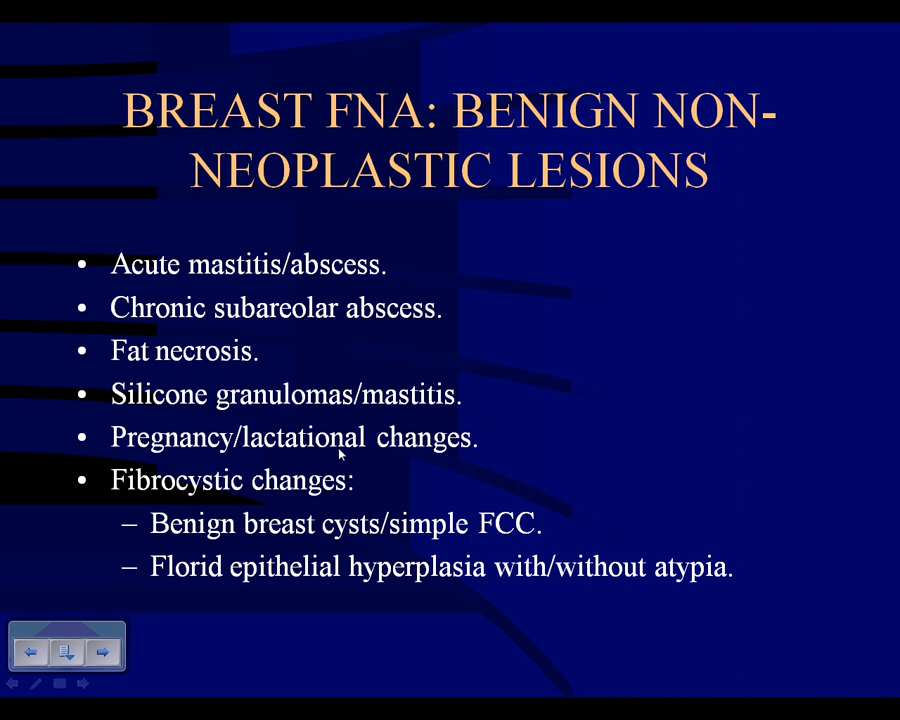 BREAST FNA: BENIGN NON-
NEOPLASTIC LESIONS
• Acute mastitis/abscess.
• Chronic subareolar abscess.
• Fat necrosis.
• Silicone granulomas/mastitis.
• Pregnancy/lactational changes.
• Fibrocystic changes:
– Benign breast cysts/simple FCC.
– Florid epithelial hyperplasia with/without atypia.